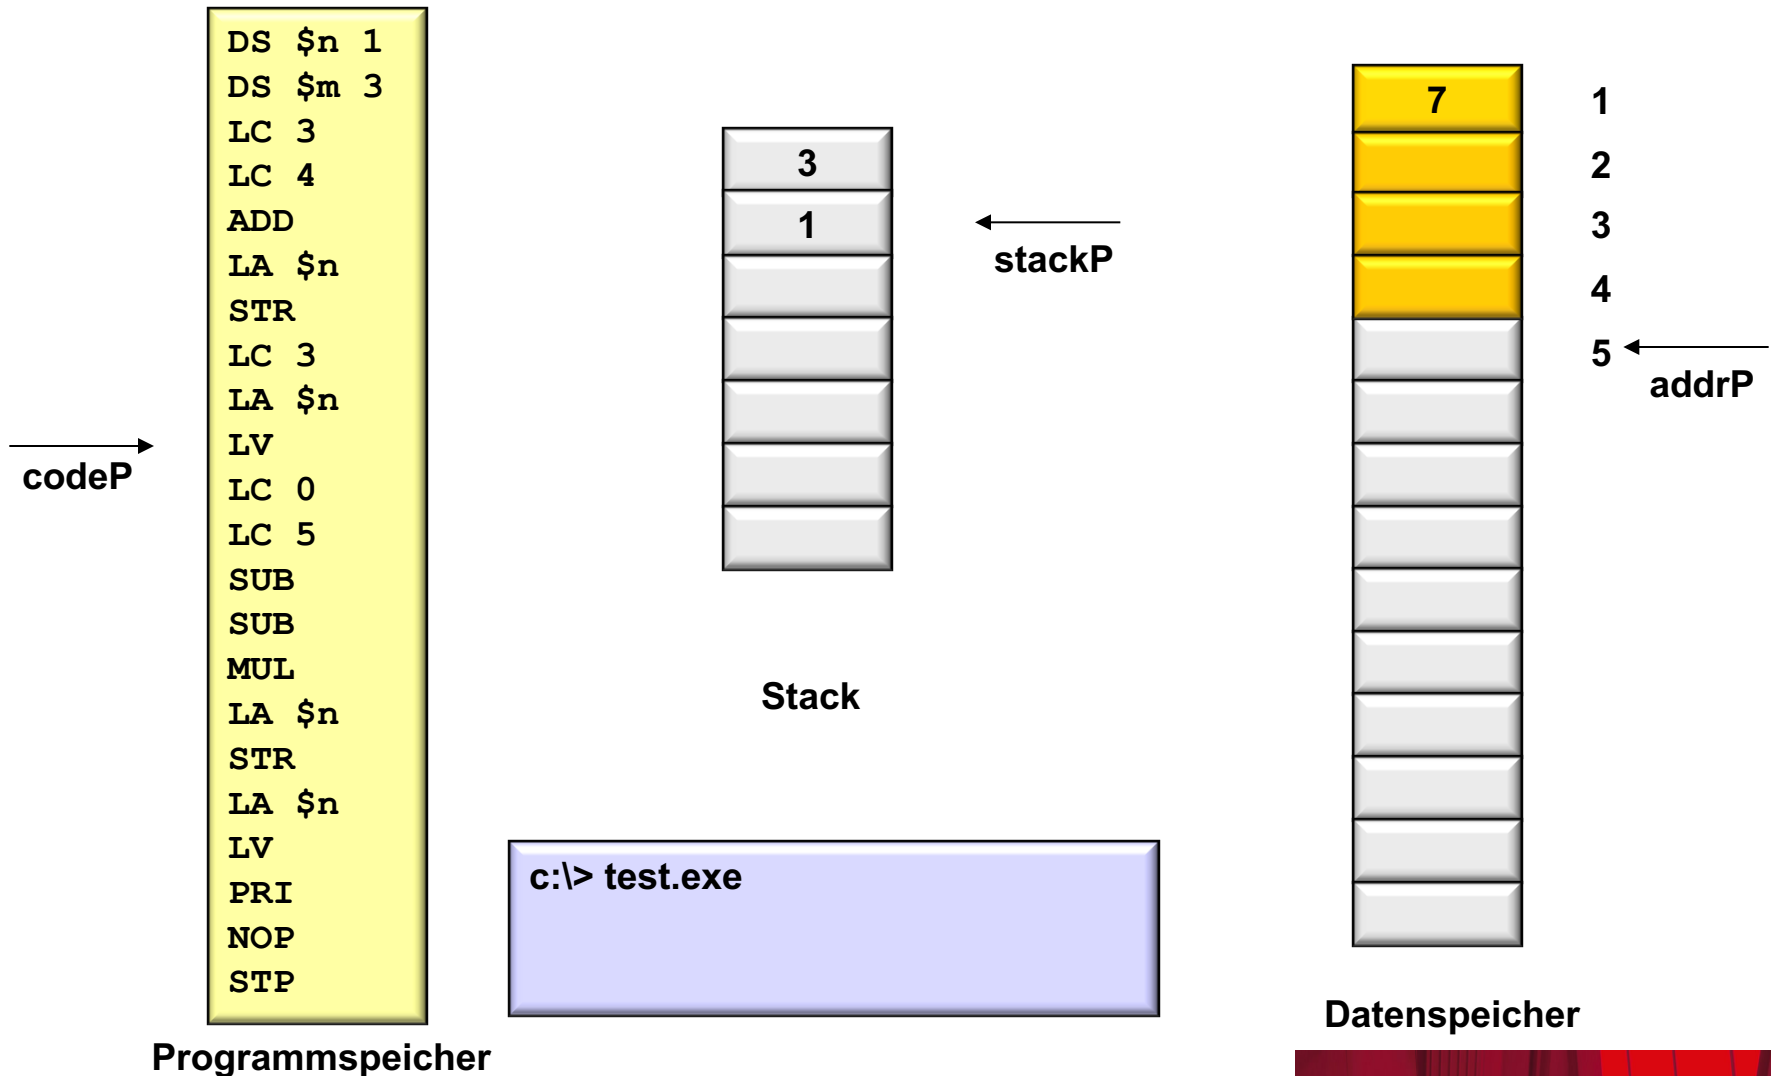 DS $n 1
DS $m 3
LC 3
LC 4
ADD
LA $n
STR
LC 3
LA $n
LV
LC 0
LC 5
SUB
SUB
MUL
LA $n
STR
LA $n
LV
PRI
NOP
STP
Programmspeicher
codeP
3
1
stackP
Stack
c:\> test.exe
7
1
2
3
4
5
addrP
Datenspeicher